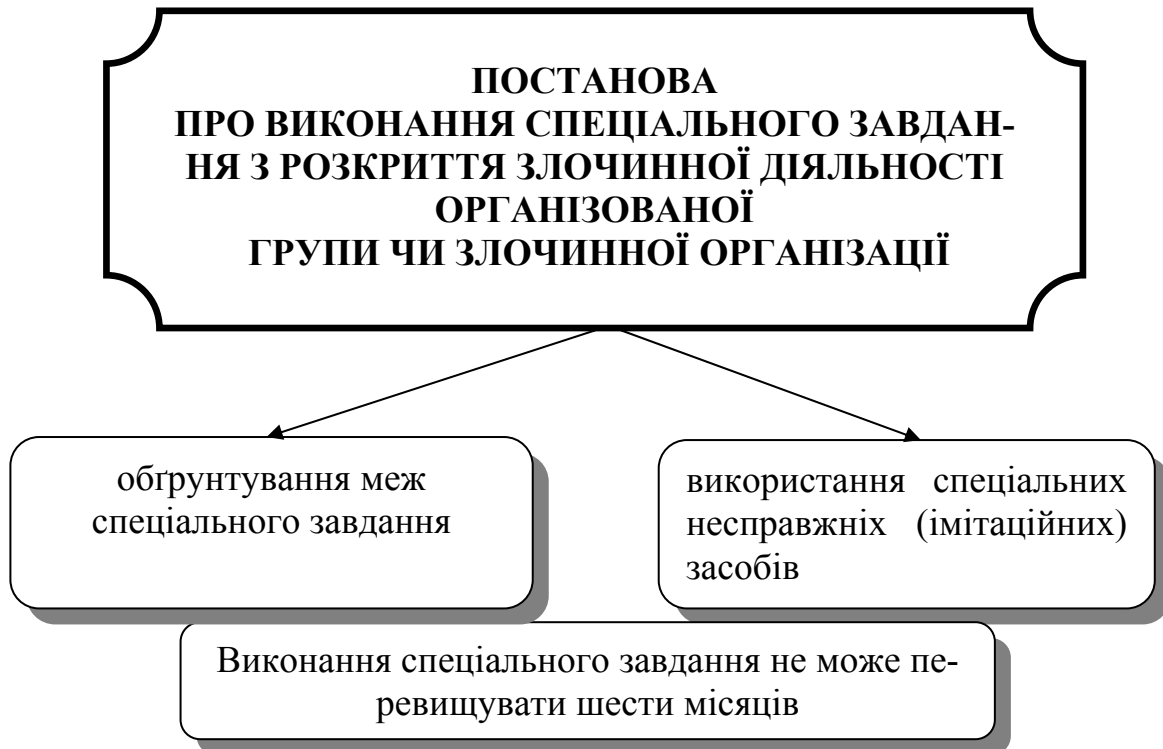 ПОСТАНОВА
ПРО ВИКОНАННЯ СПЕЦІАЛЬНОГО ЗАВДАН-
НЯ З РОЗКРИТТЯ ЗЛОЧИННОЇ ДІЯЛЬНОСТІ
ОРГАНІЗОВАНОЇ
ГРУПИ ЧИ ЗЛОЧИННОЇ ОРГАНІЗАЦІЇ
обґрунтування меж
спеціального завдання
використання спеціальних
несправжніх (імітаційних)
засобів
Виконання спеціального завдання не може пе-
ревищувати шести місяців